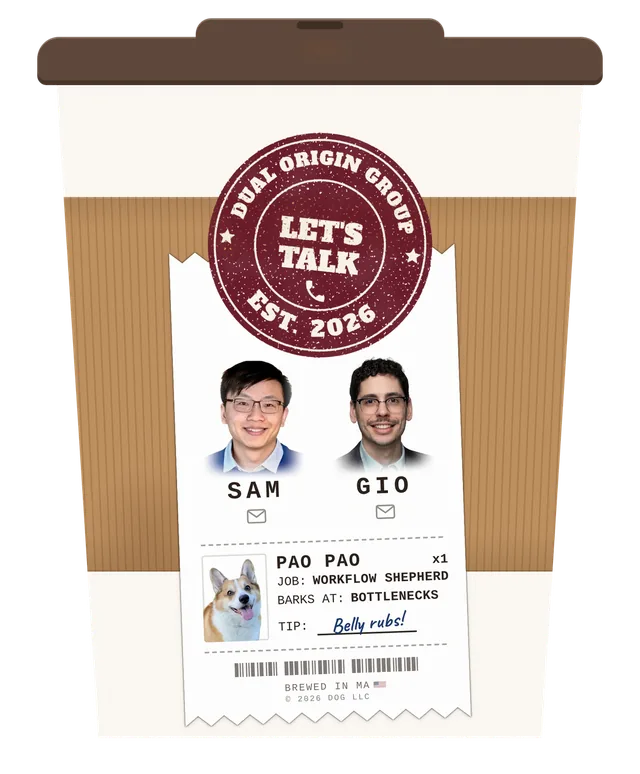 DUAL ORIGIN GROUP
LET'S
TALK
EST. 2026
SAM
GIO
PAO PAO x1
JOB: WORKFLOW SHEPHERD
BARKS AT: BOTTLENECKS
TIP: Belly rubs!
BREWED IN MA
© 2026 DOG LLC